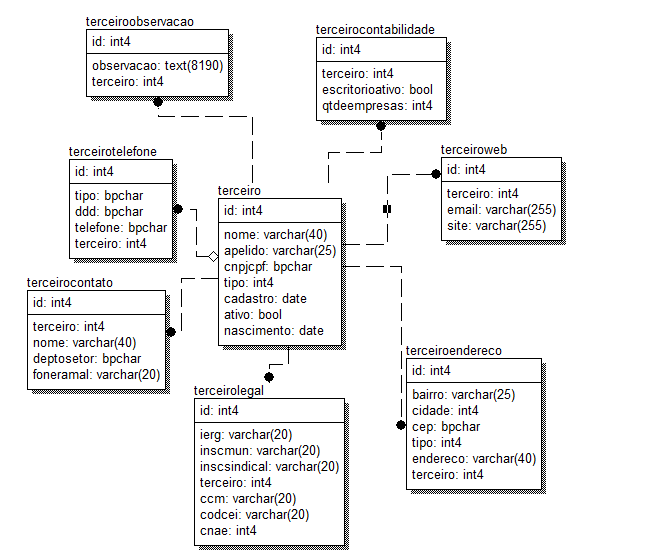 terceiroobservacao
id: int4
observacao: text(8190)
terceiro: int4
terceirocontabilidade
id: int4
terceiro: int4
escritorioativo: bool
qtdeempresas: int4
terceirotelefone
id: int4
tipo: bpchar
ddd: bpchar
telefone: bpchar
terceiro: int4
terceiroweb
id: int4
terceiro: int4
email: varchar(255)
site: varchar(255)
terceiro
id: int4
nome: varchar(40)
apelido: varchar(25)
cnpjcpf: bpchar
tipo: int4
cadastro: date
ativo: bool
nascimento: date
terceirocontato
id: int4
terceiro: int4
nome: varchar(40)
deptosetor: bpchar
foneramal: varchar(20)
terceiroendereco
id: int4
bairro: varchar(25)
cidade: int4
cep: bpchar
tipo: int4
endereco: varchar(40)
terceiro: int4
terceirolegal
id: int4
ierg: varchar(20)
inscmun: varchar(20)
inscsindical: varchar(20)
terceiro: int4
ccm: varchar(20)
codcei: varchar(20)
cnae: int4